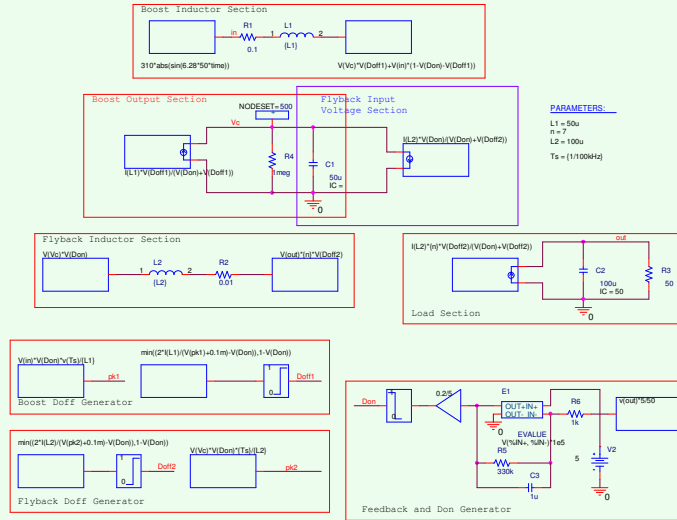 Boost Inductor Section
in
R1
0.1
1
L1
2
{L1}
310*abs(sin(6.28*50*time))
V(Vc)*V(Doff1)+V(in)*(1-V(Don)-V(Doff1))
Boost Output Section
NODESET=500
+
Flyback Input
Voltage Section
Vc
I(L1)*V(Doff1)/(V(Don)+V(Doff1))
R4
1meg
C1
50u
IC =
0
I(L2)*V(Don)/(V(Don)+V(Doff2))
PARAMETERS:
L1 = 50u
n = 7
L2 = 100u
Ts = {1/100kHz}
Flyback Inductor Section
V(Vc)*V(Don)
1
L2
2
{L2}
R2
0.01
V(out)*{n}*V(Doff2)
I(L2)*{n}*V(Doff2)/(V(Don)+V(Doff2))
out
C2
100u
IC = 50
R3
50
0
Load Section
V(in)*V(Don)*v(Ts)/{L1}
pk1
min((2*I(L1)/(V(pk1)+0.1m)-V(Don)),1-V(Don))
1
0
Doff1
Boost Doff Generator
min((2*I(L2)/(V(pk2)+0.1m)-V(Don)),1-V(Don))
1
0
Doff2
V(Vc)*V(Don)*{Ts}/{L2}
pk2
Flyback Doff Generator
Don
1
0
0.2/5
E1
OUT+IN+
OUT- IN-
0
EVALUE
V(%IN+, %IN-)*1e5
R6
1k
v(out)*5/50
R5
330k
C3
1u
5
V2
0
Feedback and Don Generator